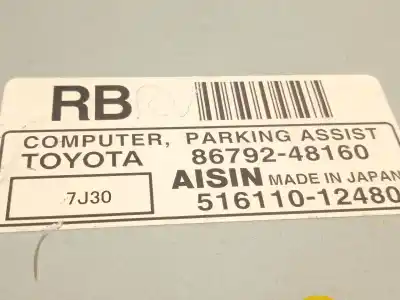 RB
COMPUTER, PARKING ASSIST
TOYOTA 86792-48160
7J30 AISIN MADE IN JAPAN
516110-12480